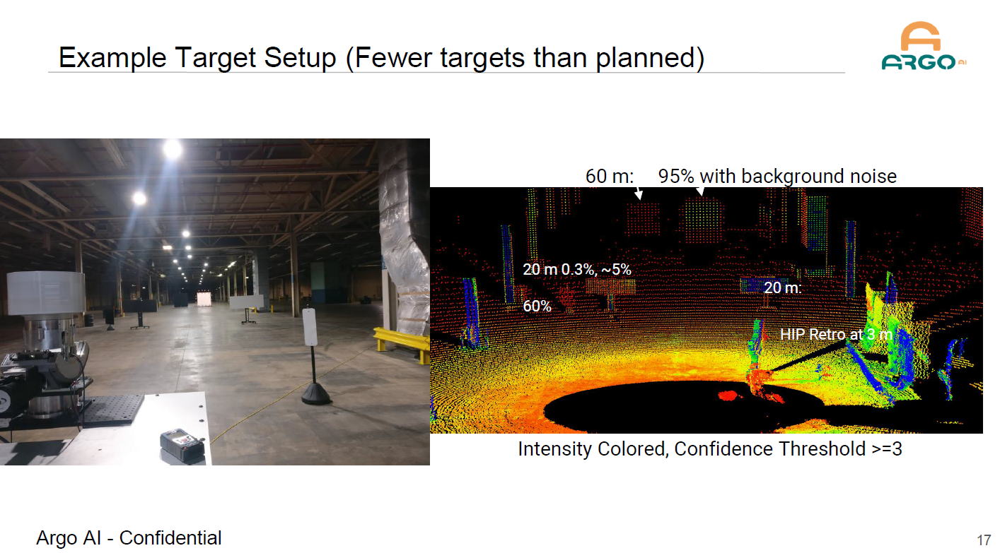 Example Target Setup (Fewer targets than planned)
ARGO AI
60 m: 95% with background noise
20 m 0.3%, ~5%
20 m:
60%
HIP Retro at 3 m
Intensity Colored, Confidence Threshold >=3
Argo AI - Confidential
17